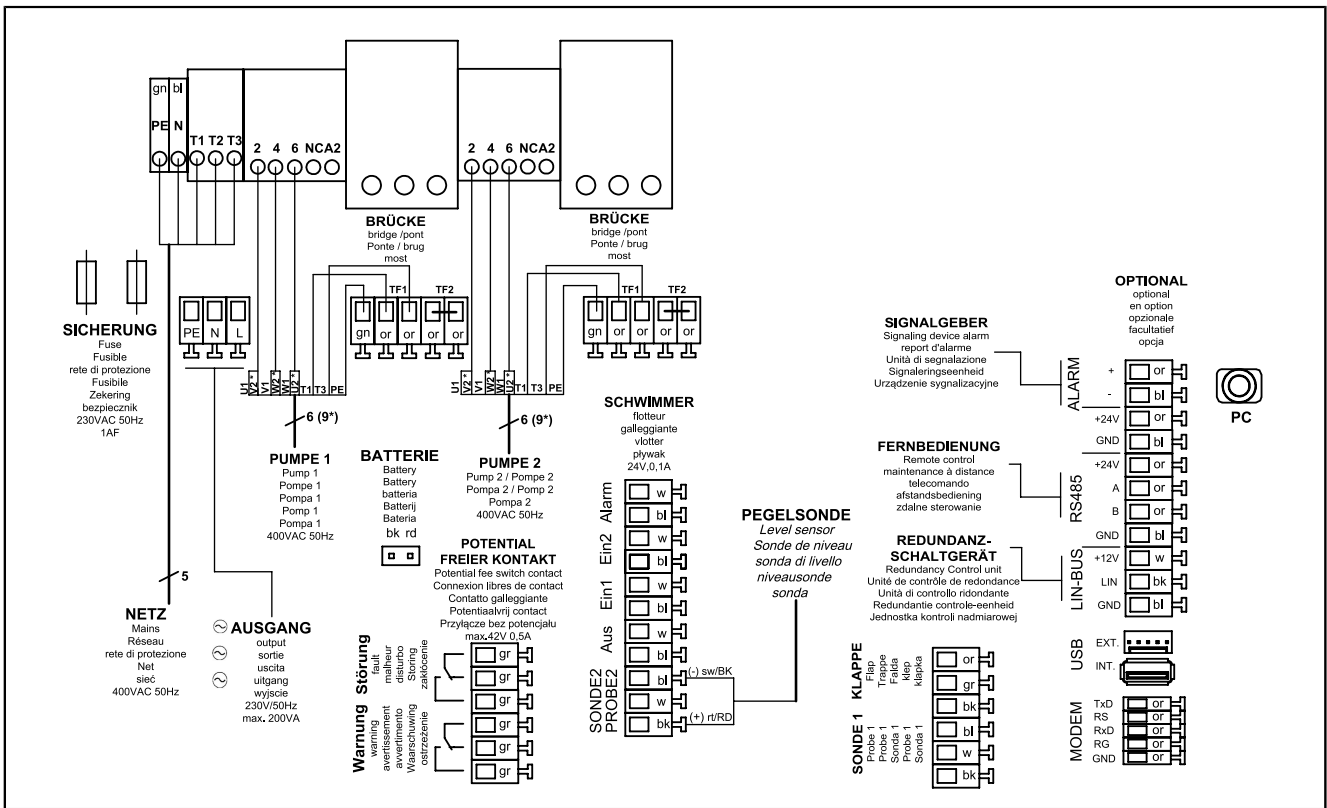 gn bl
PE N T1 T2 T3
2 4 6 NC A2
2 4 6 NC A2
BRÜCKE
bridge /pont
Ponte / brug
most
BRÜCKE
bridge /pont
Ponte / brug
most
SICHERUNG
Fuse
Fusible
rete di protezione
Fusibile
Zekering
bezpiecznik
230VAC 50Hz
1AF
PE N L
TF1 TF2
gn or or or or
TF1 TF2
gn or or or or
U1 V2* V1 W2* W1 U2* T1 T3 PE
U1 V2* V1 W2* W1 U2* T1 T3 PE
6 (9*)
6 (9*)
PUMPE 1
Pump 1
Pompe 1
Pompa 1
Pomp 1
Pompa 1
400VAC 50Hz
BATTERIE
Battery
Battery
batteria
Batterij
Bateria
bk rd
PUMPE 2
Pump 2 / Pompe 2
Pompa 2 / Pomp 2
Pompa 2
400VAC 50Hz
5
NETZ
Mains
Réseau
rete di protezione
Net
sieć
400VAC 50Hz
AUSGANG
output
sortie
uscita
uitgang
wyjscie
230V/50Hz
max. 200VA
POTENTIAL
FREIER KONTAKT
Potential fee switch contact
Connexion libres de contact
Contatto galleggiante
Potentiaalvrij contact
Przyłącze bez potencjału
max.42V 0,5A
Störung
fault
malheur
disturbo
Storing
zakłócenie
gr
gr
gr
Warnung
warning
avertissement
avvertimento
Waarschuwing
ostrzeżenie
gr
gr
gr
SCHWIMMER
flotteur
galleggiante
vlotter
pływak
24V,0,1A
Alarm
w
bl
Ein2
w
bl
Ein1
w
bl
Aus
w
bl
SONDE2
PROBE2
bl
w
bk
(-) sw/BK
(+) rt/RD
PEGELSONDE
Level sensor
Sonde de niveau
sonda di livello
niveausonde
sonda
SIGNALGEBER
Signaling device alarm
report d'alarme
Unità di segnalazione
Signaleringseenheid
Urządzenie sygnalizacyjne
FERNBEDIENUNG
Remote control
maintenance à distance
telecomando
afstandsbediening
zdalne sterowanie
REDUNDANZ-
SCHALTGERÄT
Redundancy Control unit
Unité de contrôle de redondance
Unità di controllo ridondante
Redundantie controle-eenheid
Jednostka kontroli nadmiarowej
KLAPPE
Flap
Trappe
Falda
klep
klapka
or
gr
bk
SONDE 1
Probe 1
Probe 1
Sonda 1
Probe 1
Sonda 1
bl
w
bk
OPTIONAL
optional
en option
opzionale
facultatief
opcja
ALARM
+ or
- bl
+24V or
GND bl
RS485
+24V or
A or
B or
GND bl
LIN-BUS
+12V w
LIN bk
GND bl
USB
EXT.
INT.
MODEM
TxD or
RS or
RxD or
RG or
GND or
PC